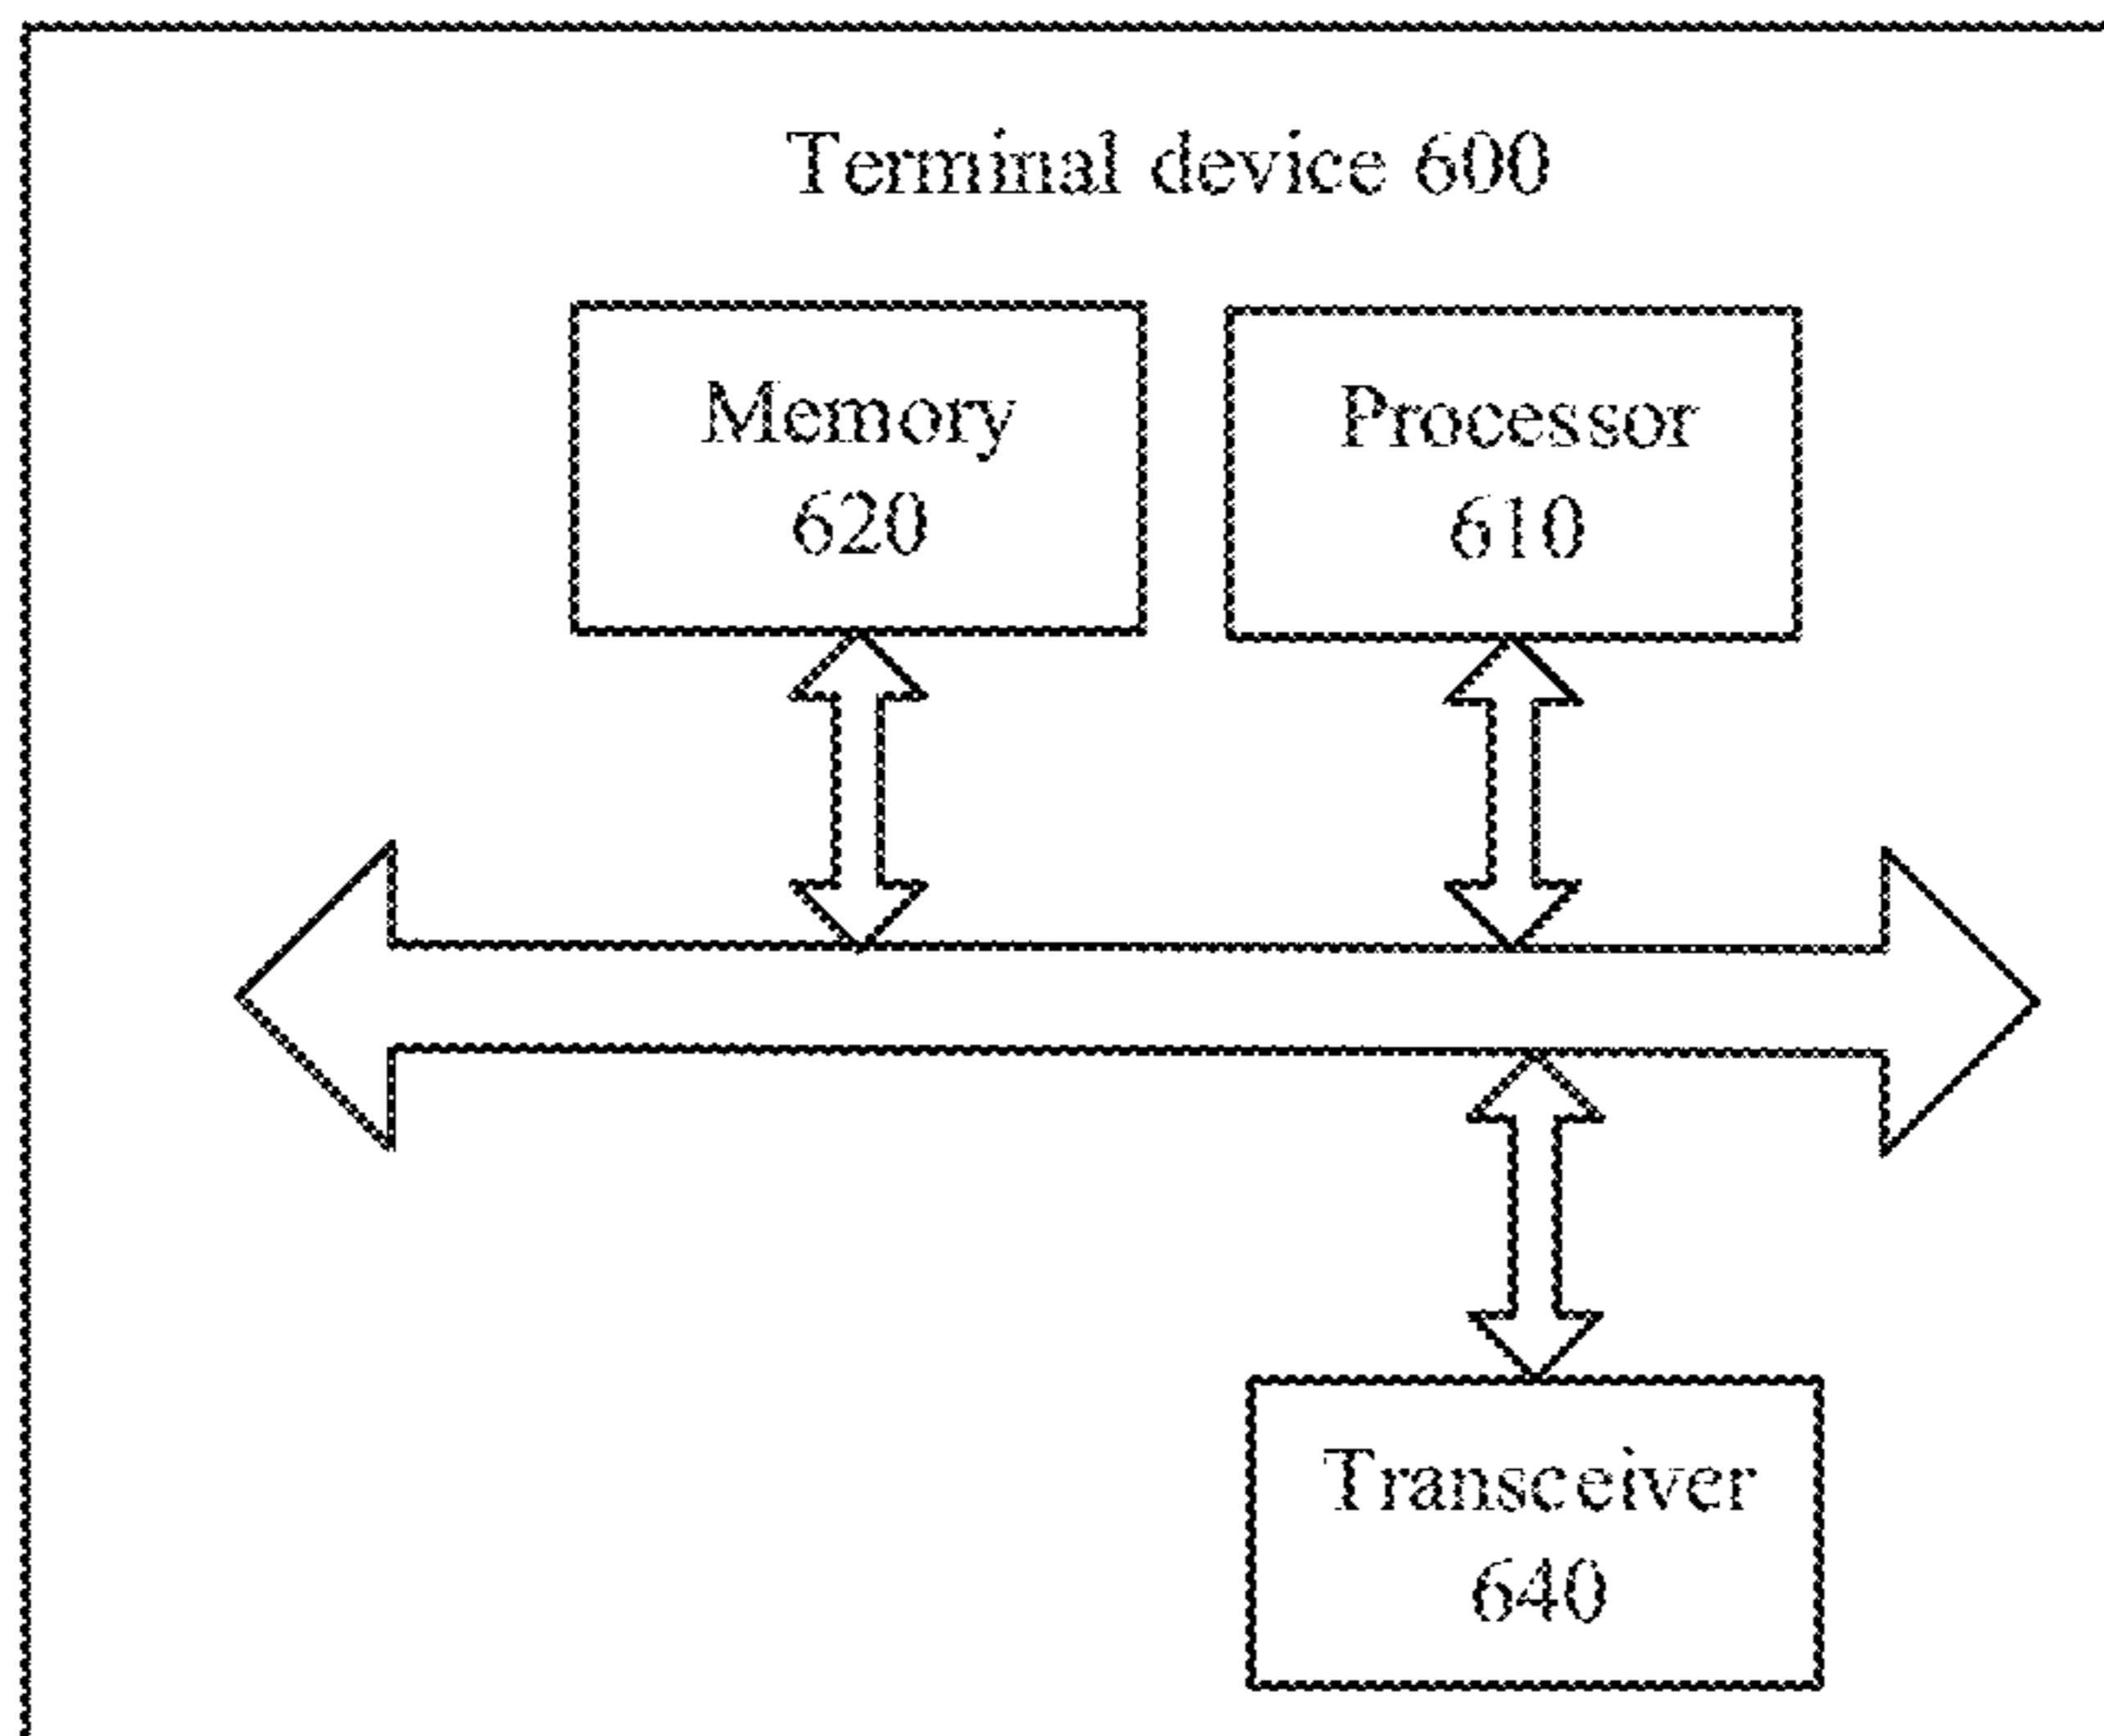 Terminal device 600
Memory
620
Processor
610
Transceiver
640